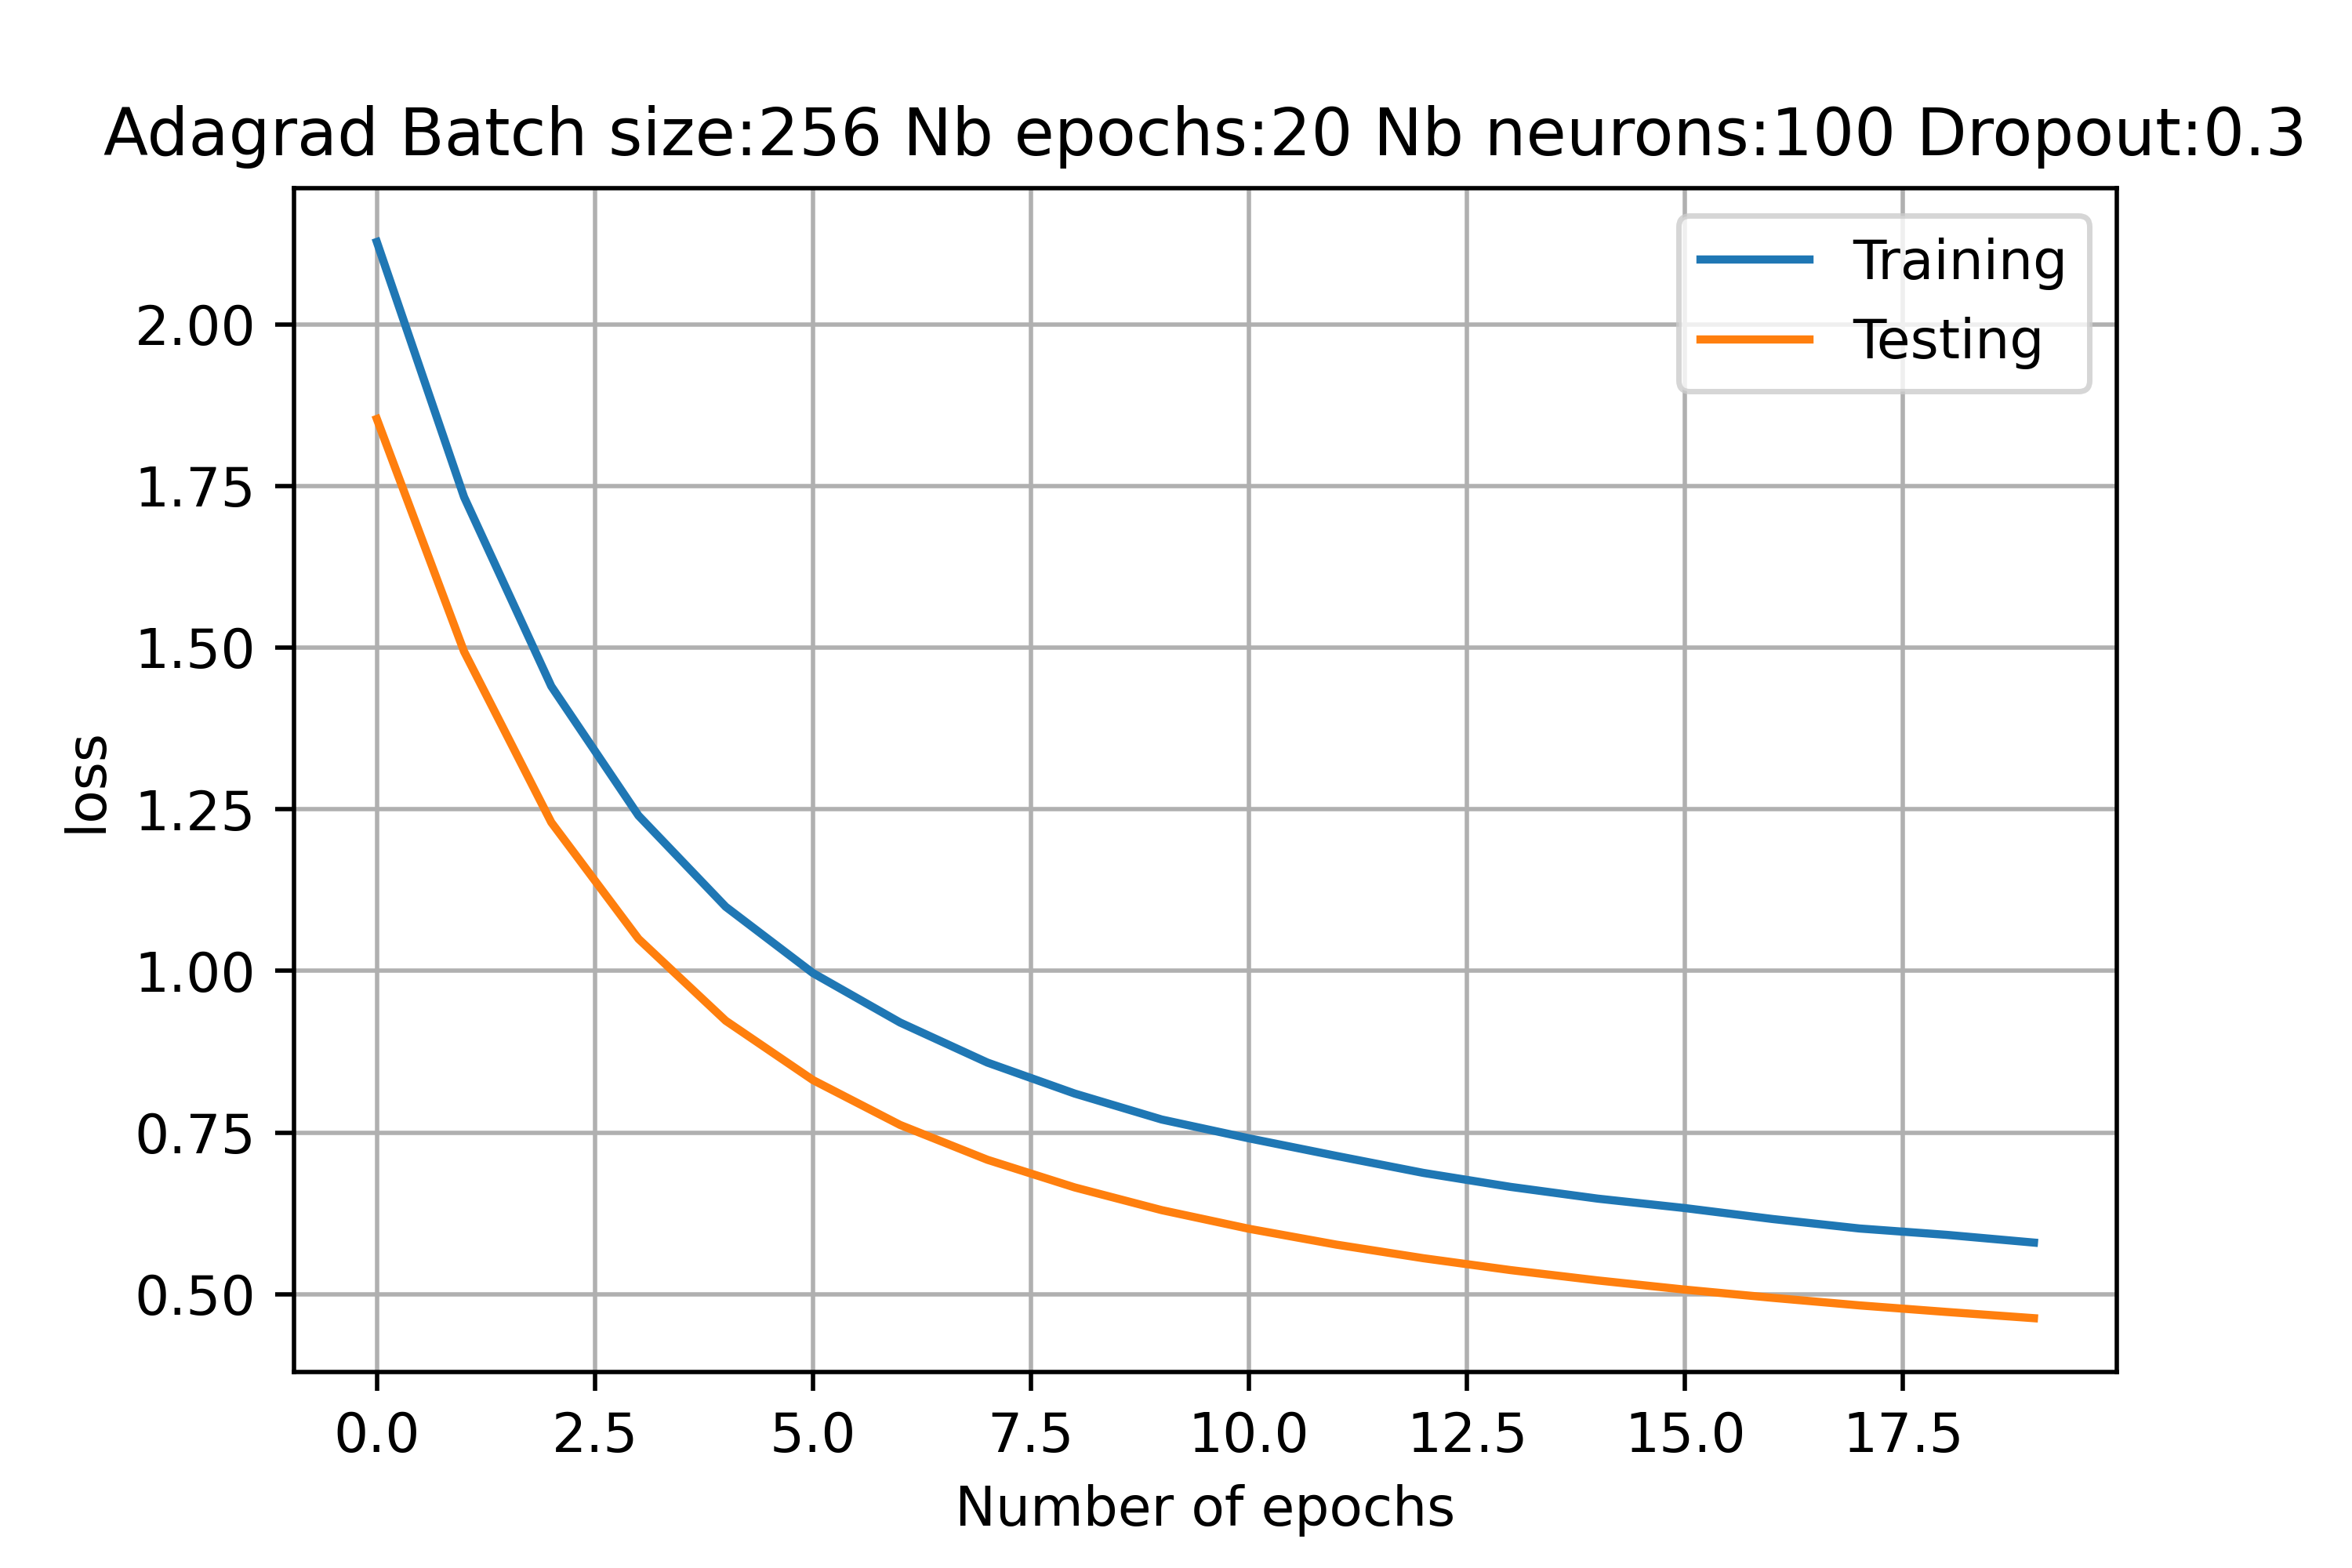 Adagrad Batch size:256 Nb epochs:20 Nb neurons:100 Dropout:0.3
Training
Testing
2.00
1.75
1.50
1.25
1.00
0.75
0.50
loss
0.0 2.5 5.0 7.5 10.0 12.5 15.0 17.5
Number of epochs